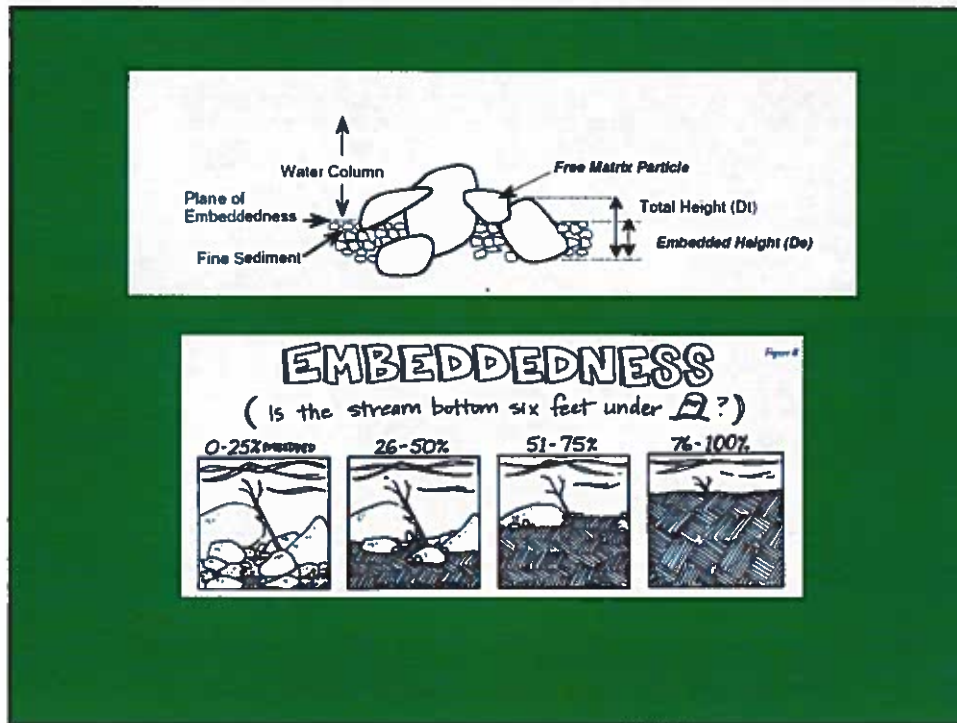 Water Column
Free Matrix Particle
Plane of
Embeddedness
Total Height (Dt)
Fine Sediment
Embedded Height (De)
EMBEDDEDNESS
(is the stream bottom six feet under ?)
0-25%
26-50%
51-75%
76-100%